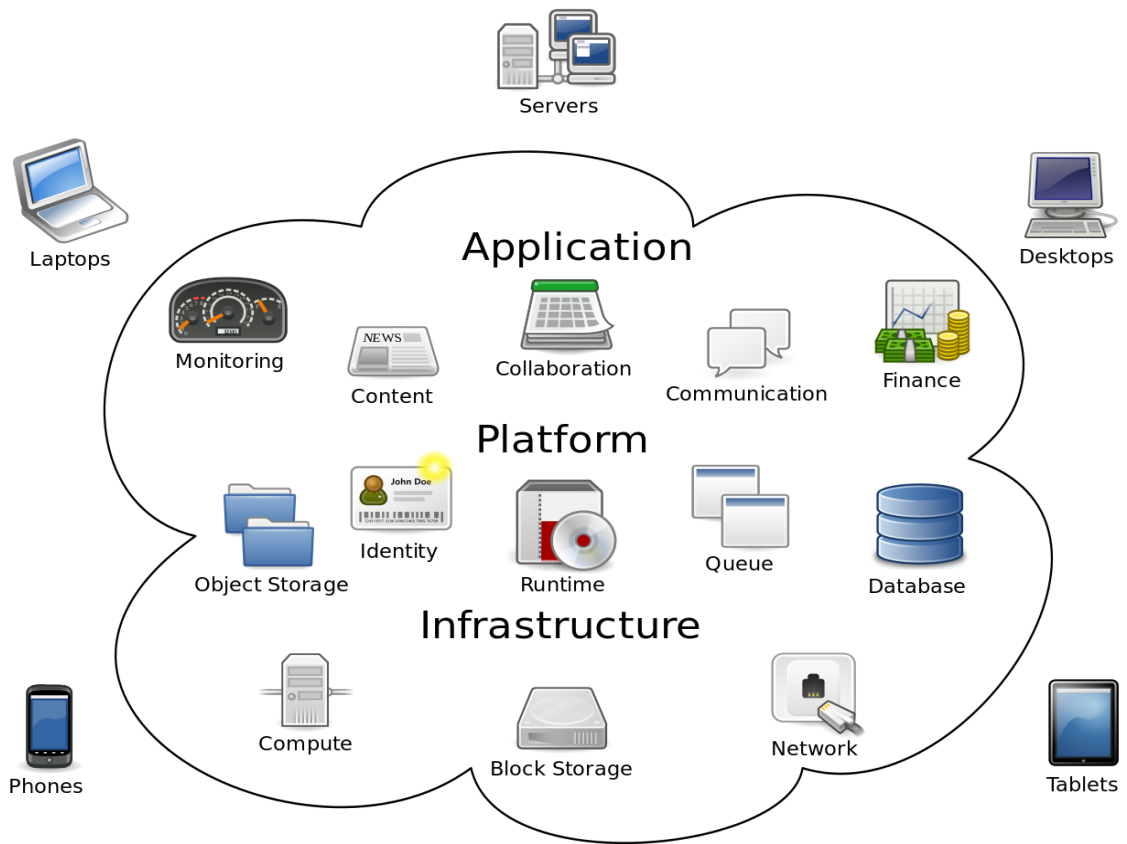 Servers
Laptops
Desktops
Application
Monitoring
NEWS
Content
Collaboration
Communication
Finance
Platform
John Doe
Object Storage
Identity
Runtime
Queue
Database
Infrastructure
Compute
Block Storage
Network
Phones
Tablets